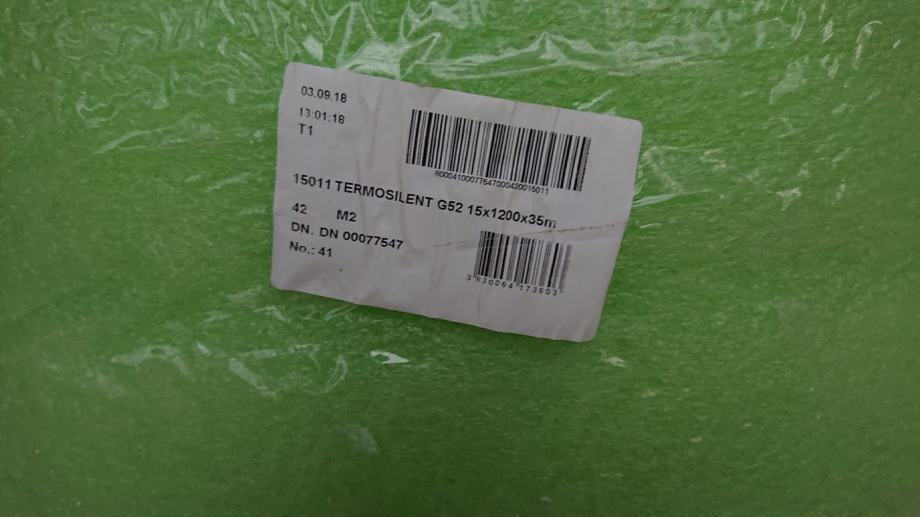 03.09.18
13:01:18
T1
80004100077547000420015011
15011 TERMOSILENT G52 15x1200x35m
42 M2
DN. DN 00077547
No.: 41
3 830064 173603